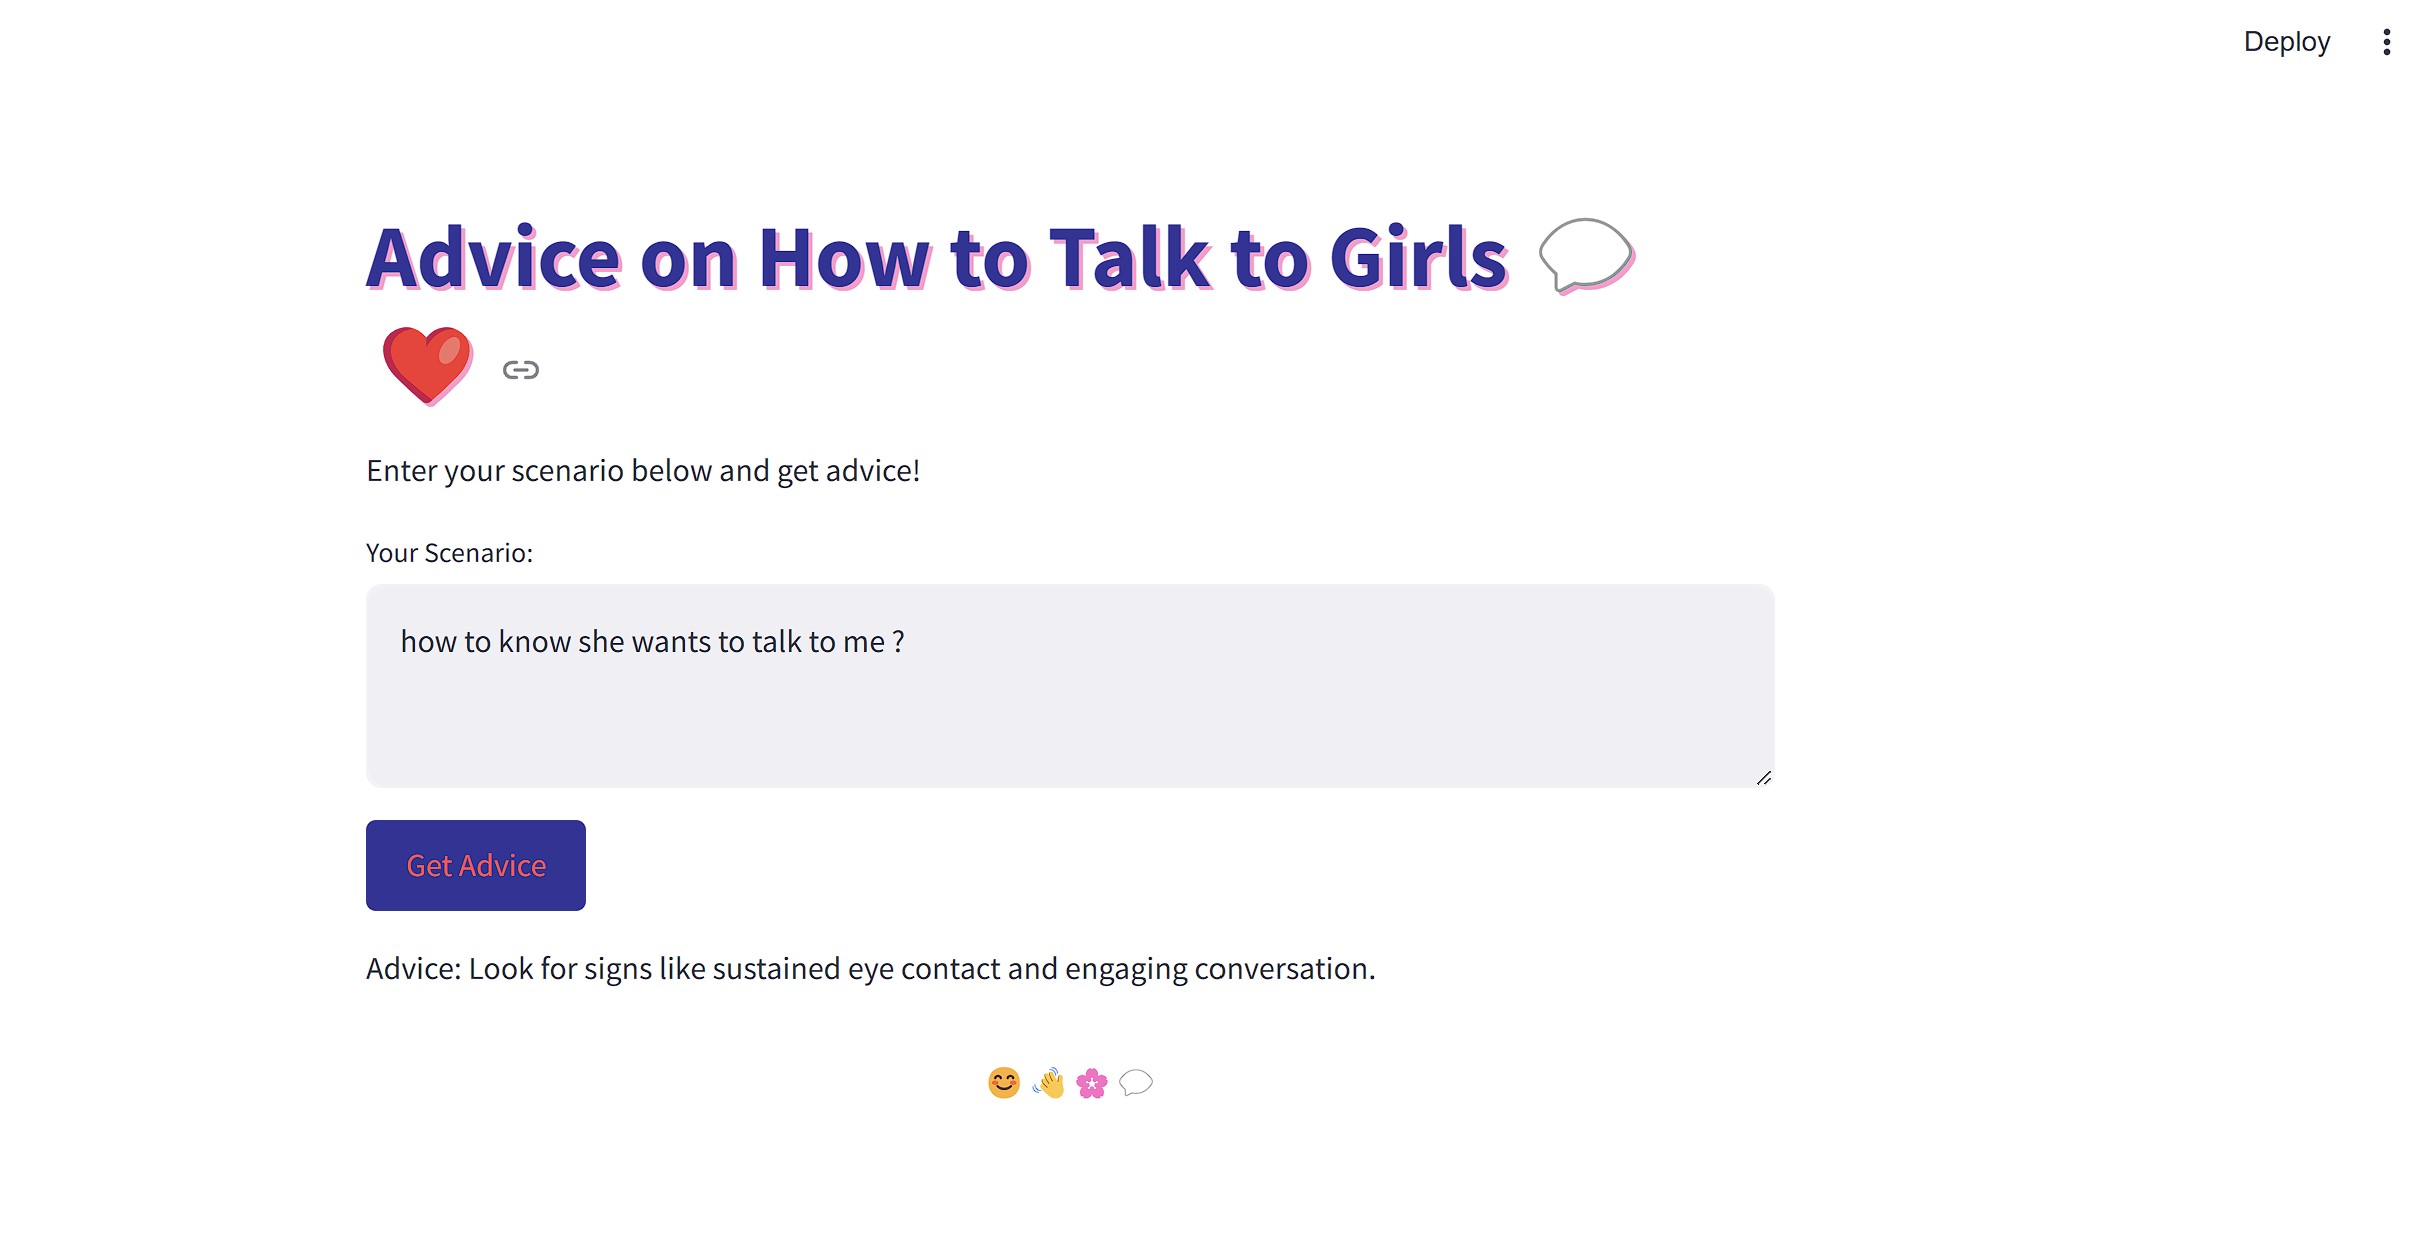 Deploy
Advice on How to Talk to Girls 💬
❤️
Enter your scenario below and get advice!
Your Scenario:
how to know she wants to talk to me ?
Get Advice
Advice: Look for signs like sustained eye contact and engaging conversation.
😊 👋 🌸 💬